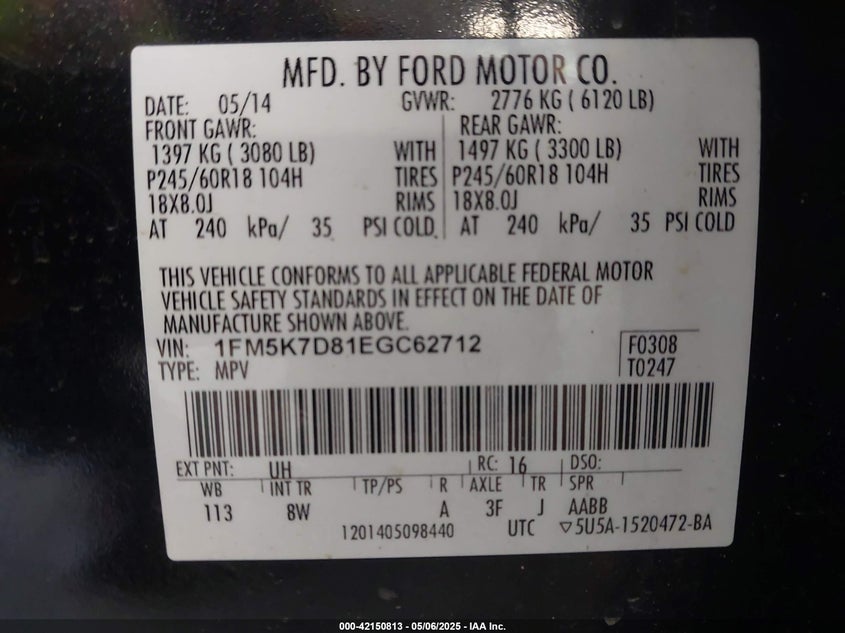 MFD. BY FORD MOTOR CO.
DATE: 05/14 GVWR: 2776 KG ( 6120 LB)
FRONT GAWR: REAR GAWR:
1397 KG ( 3080 LB) WITH 1497 KG ( 3300 LB) WITH
P245/60R18 104H TIRES P245/60R18 104H TIRES
18X8.0J RIMS 18X8.0J RIMS
AT 240 kPa/ 35 PSI COLD. AT 240 kPa/ 35 PSI COLD
THIS VEHICLE CONFORMS TO ALL APPLICABLE FEDERAL MOTOR
VEHICLE SAFETY STANDARDS IN EFFECT ON THE DATE OF
MANUFACTURE SHOWN ABOVE.
VIN: 1FM5K7D81EGC62712 F0308
TYPE: MPV T0247
EXT PNT: UH RC: 16 DSO:
WB INT TR TP/PS R AXLE TR SPR
113 8W A 3F J AABB
1201405098440 UTC ▽5U5A-1520472-BA
000-42150813 - 05/06/2025 - IAA Inc.